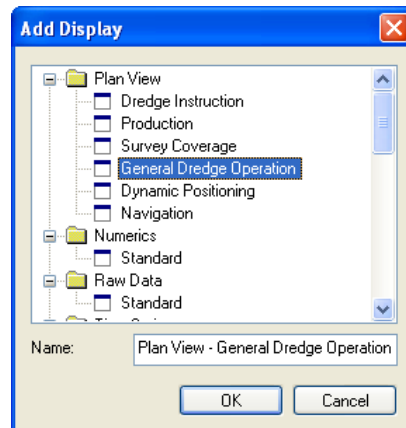 Add Display
Plan View
Dredge Instruction
Production
Survey Coverage
General Dredge Operation
Dynamic Positioning
Navigation
Numerics
Standard
Raw Data
Standard
Name: Plan View - General Dredge Operation
OK Cancel